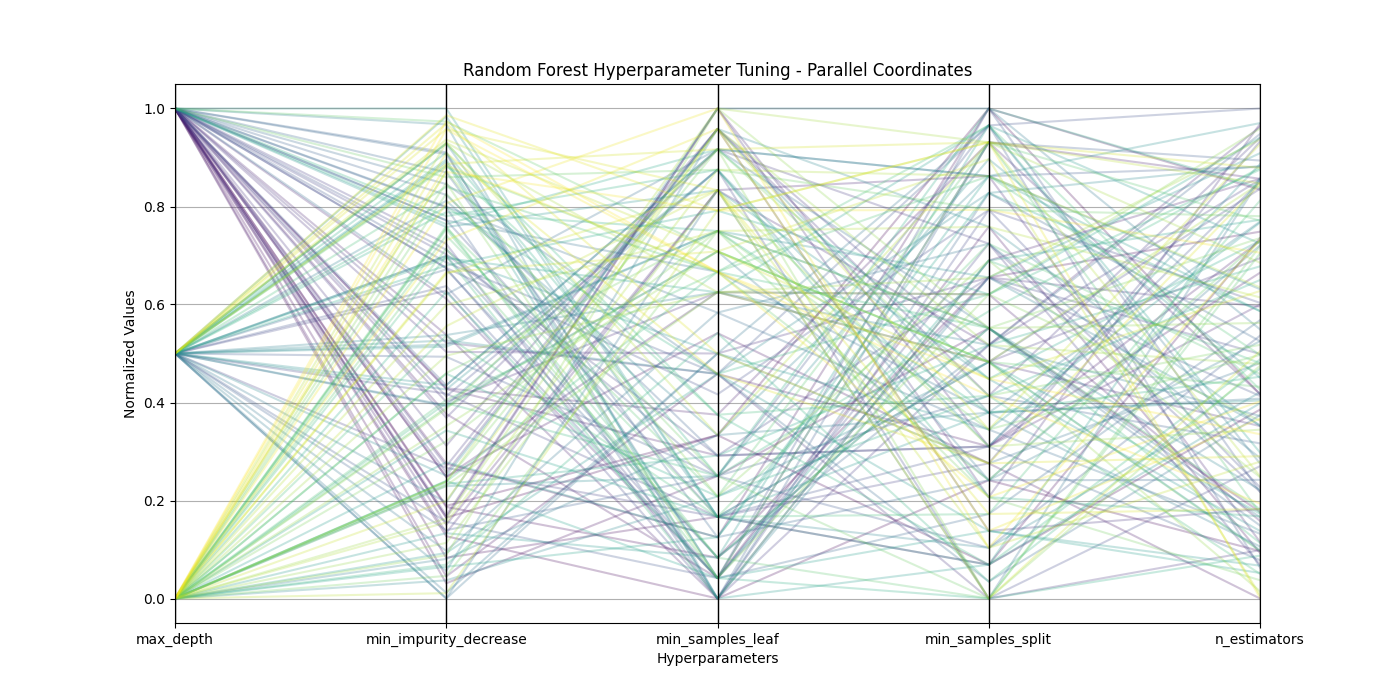 Random Forest Hyperparameter Tuning - Parallel Coordinates
1.0
0.8
0.6
0.4
0.2
0.0
Normalized Values
max_depth min_impurity_decrease min_samples_leaf min_samples_split n_estimators
Hyperparameters